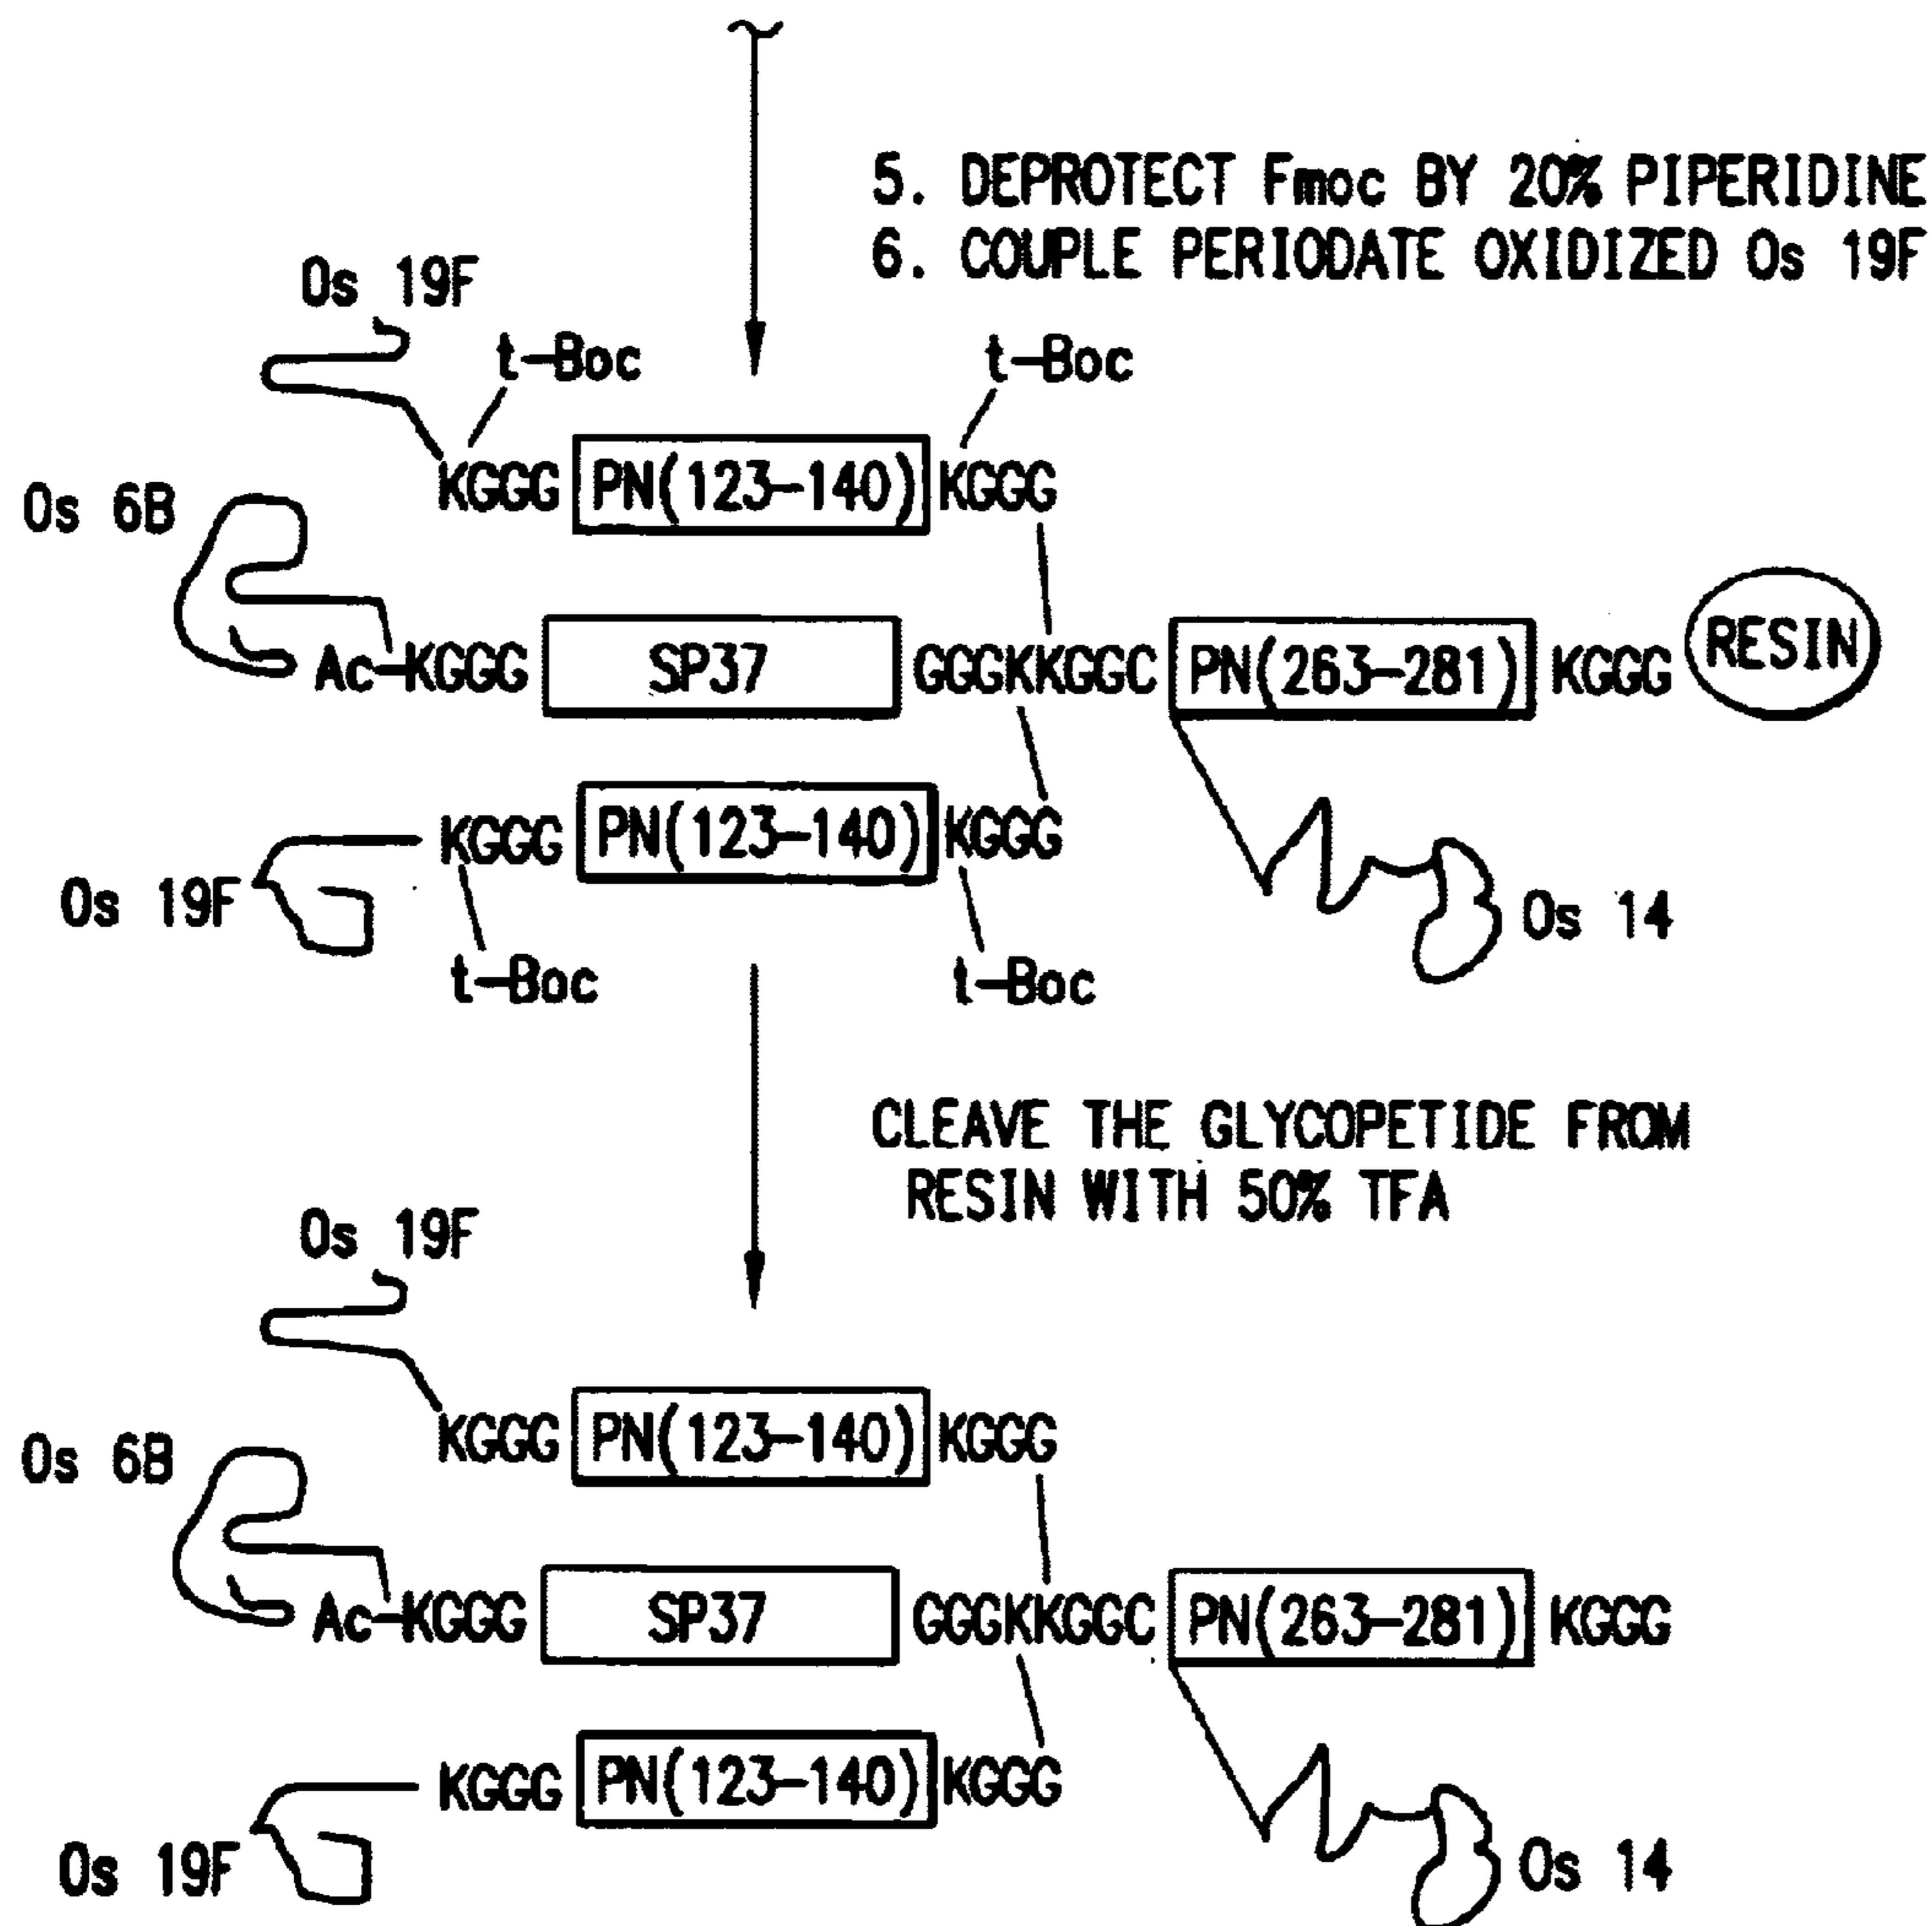 5. DEPROTECT Fmoc BY 20% PIPERIDINE
6. COUPLE PERIODATE OXIDIZED Os 19F
Os 19F
t-Boc
t-Boc
KGGG PN(123-140) KGGG
Os 6B
Ac-KGGG SP37 GGGKKGGC PN(263-281) KGGG RESIN
KGGG PN(123-140) KGGG
Os 19F
Os 14
t-Boc
t-Boc
CLEAVE THE GLYCOPETIDE FROM
RESIN WITH 50% TFA
Os 19F
KGGG PN(123-140) KGGG
Os 6B
Ac-KGGG SP37 GGGKKGGC PN(263-281) KGGG
KGGG PN(123-140) KGGG
Os 19F
Os 14